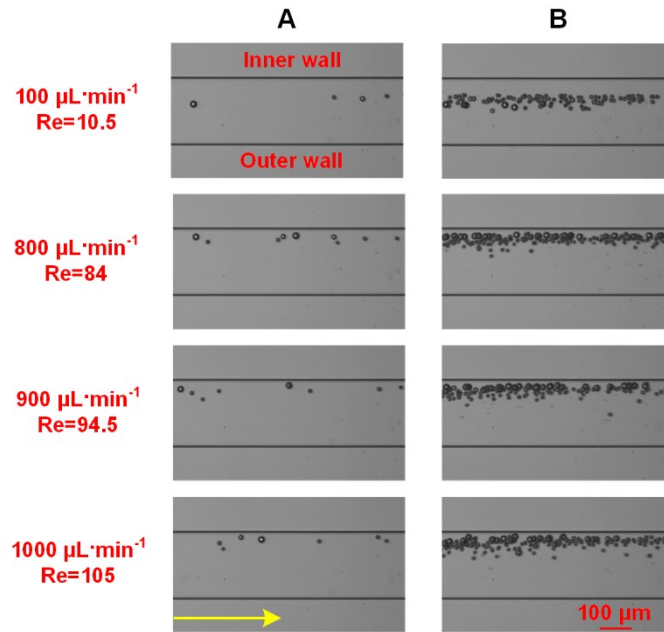 A
B
Inner wall
100 µL·min⁻¹
Re=10.5
Outer wall
800 µL·min⁻¹
Re=84
900 µL·min⁻¹
Re=94.5
1000 µL·min⁻¹
Re=105
100 µm